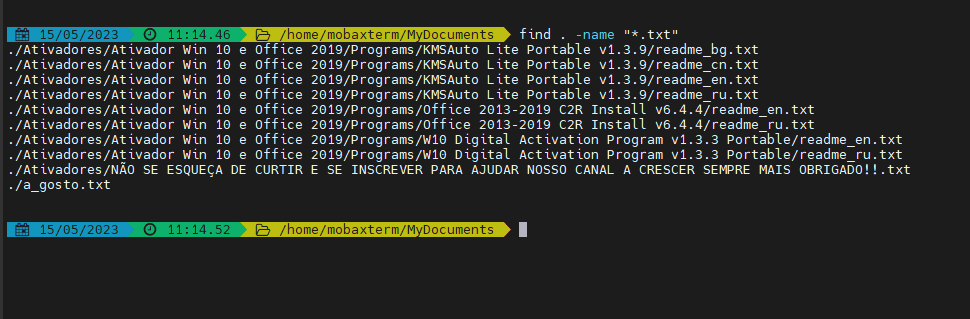 15/05/2023 11:14.46 /home/mobaxterm/MyDocuments find . -name "*.txt"
./Ativadores/Ativador Win 10 e Office 2019/Programs/KMSAuto Lite Portable v1.3.9/readme_bg.txt
./Ativadores/Ativador Win 10 e Office 2019/Programs/KMSAuto Lite Portable v1.3.9/readme_cn.txt
./Ativadores/Ativador Win 10 e Office 2019/Programs/KMSAuto Lite Portable v1.3.9/readme_en.txt
./Ativadores/Ativador Win 10 e Office 2019/Programs/KMSAuto Lite Portable v1.3.9/readme_ru.txt
./Ativadores/Ativador Win 10 e Office 2019/Programs/Office 2013-2019 C2R Install v6.4.4/readme_en.txt
./Ativadores/Ativador Win 10 e Office 2019/Programs/Office 2013-2019 C2R Install v6.4.4/readme_ru.txt
./Ativadores/Ativador Win 10 e Office 2019/Programs/W10 Digital Activation Program v1.3.3 Portable/readme_en.txt
./Ativadores/Ativador Win 10 e Office 2019/Programs/W10 Digital Activation Program v1.3.3 Portable/readme_ru.txt
./Ativadores/NÃO SE ESQUEÇA DE CURTIR E SE INSCREVER PARA AJUDAR NOSSO CANAL A CRESCER SEMPRE MAIS OBRIGADO!!.txt
./a_gosto.txt
15/05/2023 11:14.52 /home/mobaxterm/MyDocuments